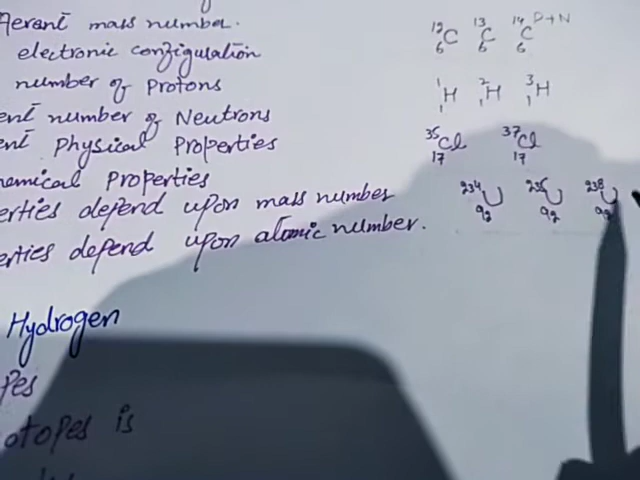 ferent mass number. ¹²₆C ¹³₆C ¹⁴₆C P+N
electronic configuration
number of Protons ¹₁H ²₁H ³₁H
ent number of Neutrons
ent Physical Properties ³⁵₁₇Cl ³⁷₁₇Cl
hemical Properties
erties depend upon mass number ²³⁴₉₂U ²³⁵₉₂U ²³⁸₉₂U
erties depend upon atomic number.
Hydrogen
pes
otopes is